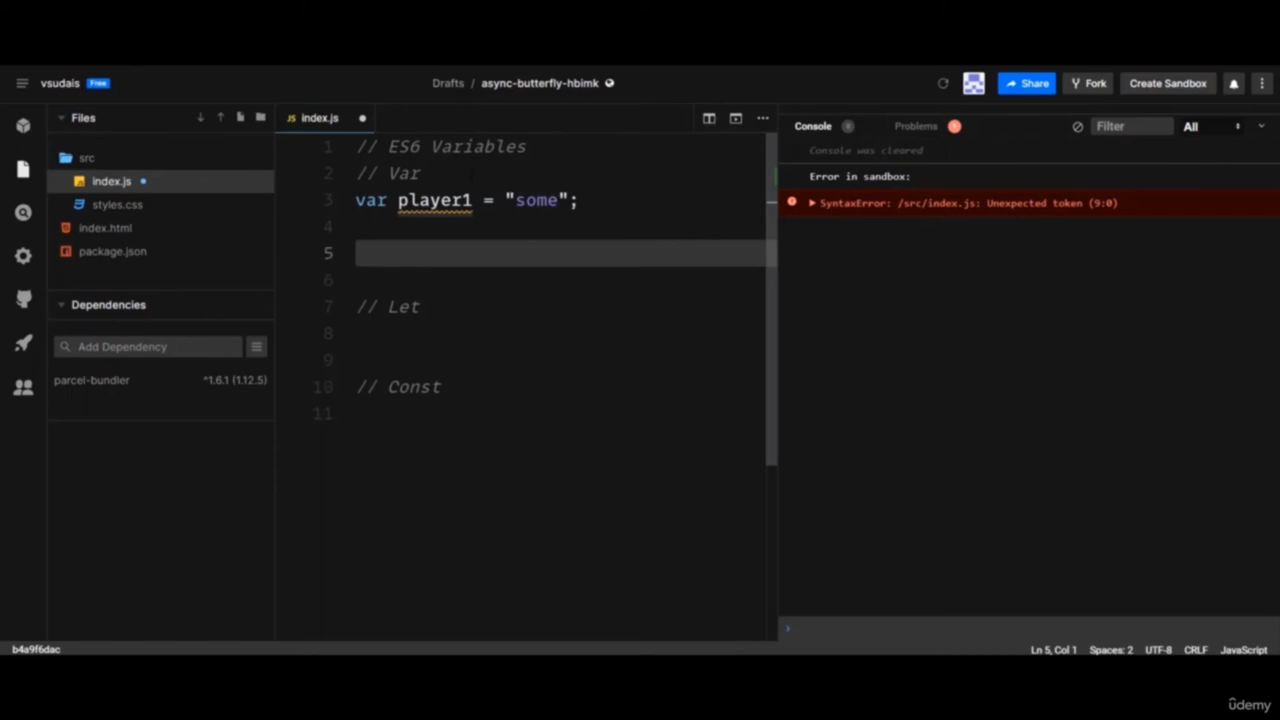 vsudais Free
Drafts / async-butterfly-hbimk
Share
Fork
Create Sandbox
Files
src
index.js
styles.css
index.html
package.json
Dependencies
Add Dependency
parcel-bundler ^1.6.1 (1.12.5)
JS index.js
1 // ES6 Variables
2 // Var
3 var player1 = "some";
4
5
6
7 // Let
8
9
10 // Const
11
Console
Problems
Filter
All
Console was cleared
Error in sandbox:
SyntaxError: /src/index.js: Unexpected token (9:0)
b4a9f6dac
Ln 5, Col 1 Spaces: 2 UTF-8 CRLF JavaScript
ûdemy